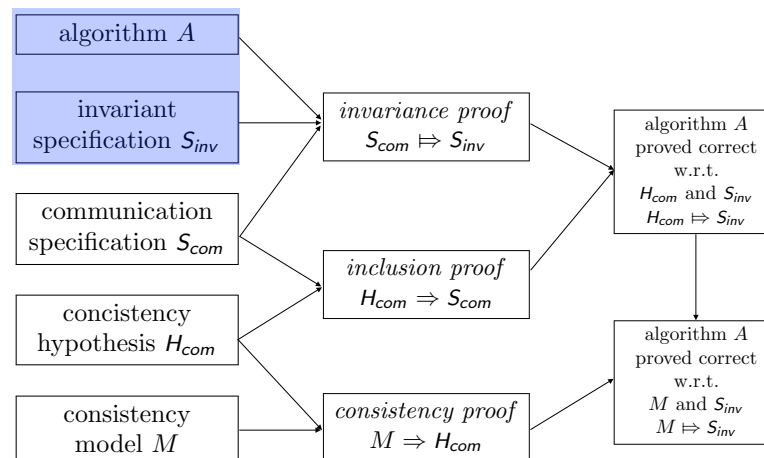 algorithm A
invariant
specification S_inv
communication
specification S_com
concistency
hypothesis H_com
consistency
model M
invariance proof
S_com ⤇ S_inv
inclusion proof
H_com ⇒ S_com
consistency proof
M ⇒ H_com
algorithm A
proved correct
w.r.t.
H_com and S_inv
H_com ⤇ S_inv
algorithm A
proved correct
w.r.t.
M and S_inv
M ⤇ S_inv